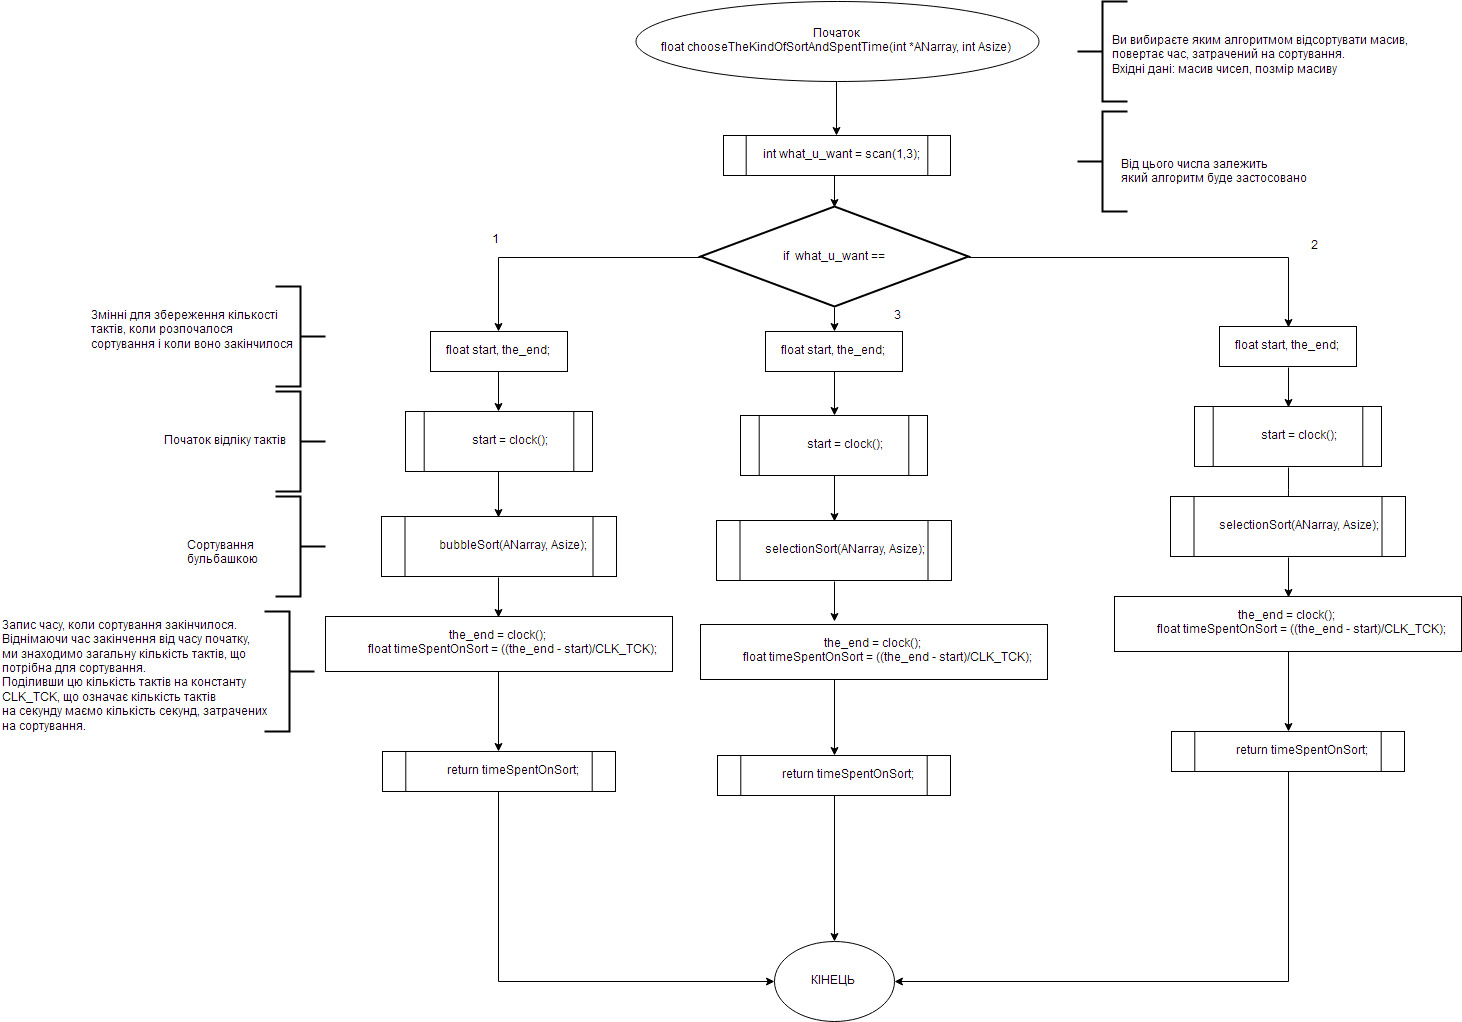 Початок
float chooseTheKindOfSortAndSpentTime(int *ANarray, int Asize)
Ви вибираєте яким алгоритмом відсортувати масив,
повертає час, затрачений на сортування.
Вхідні дані: масив чисел, позмір масиву
int what_u_want = scan(1,3);
Від цього числа залежить
який алгоритм буде застосовано
if what_u_want ==
1
2
3
Змінні для збереження кількості
тактів, коли розпочалося
сортування і коли воно закінчилося
float start, the_end;
float start, the_end;
float start, the_end;
Початок відліку тактів
start = clock();
start = clock();
start = clock();
Сортування
бульбашкою
bubbleSort(ANarray, Asize);
selectionSort(ANarray, Asize);
selectionSort(ANarray, Asize);
Запис часу, коли сортування закінчилося.
Віднімаючи час закінчення від часу початку,
ми знаходимо загальну кількість тактів, що
потрібна для сортування.
Поділивши цю кількість тактів на константу
CLK_TCK, що означає кількість тактів
на секунду маємо кількість секунд, затрачених
на сортування.
the_end = clock();
float timeSpentOnSort = ((the_end - start)/CLK_TCK);
the_end = clock();
float timeSpentOnSort = ((the_end - start)/CLK_TCK);
the_end = clock();
float timeSpentOnSort = ((the_end - start)/CLK_TCK);
return timeSpentOnSort;
return timeSpentOnSort;
return timeSpentOnSort;
КІНЕЦЬ